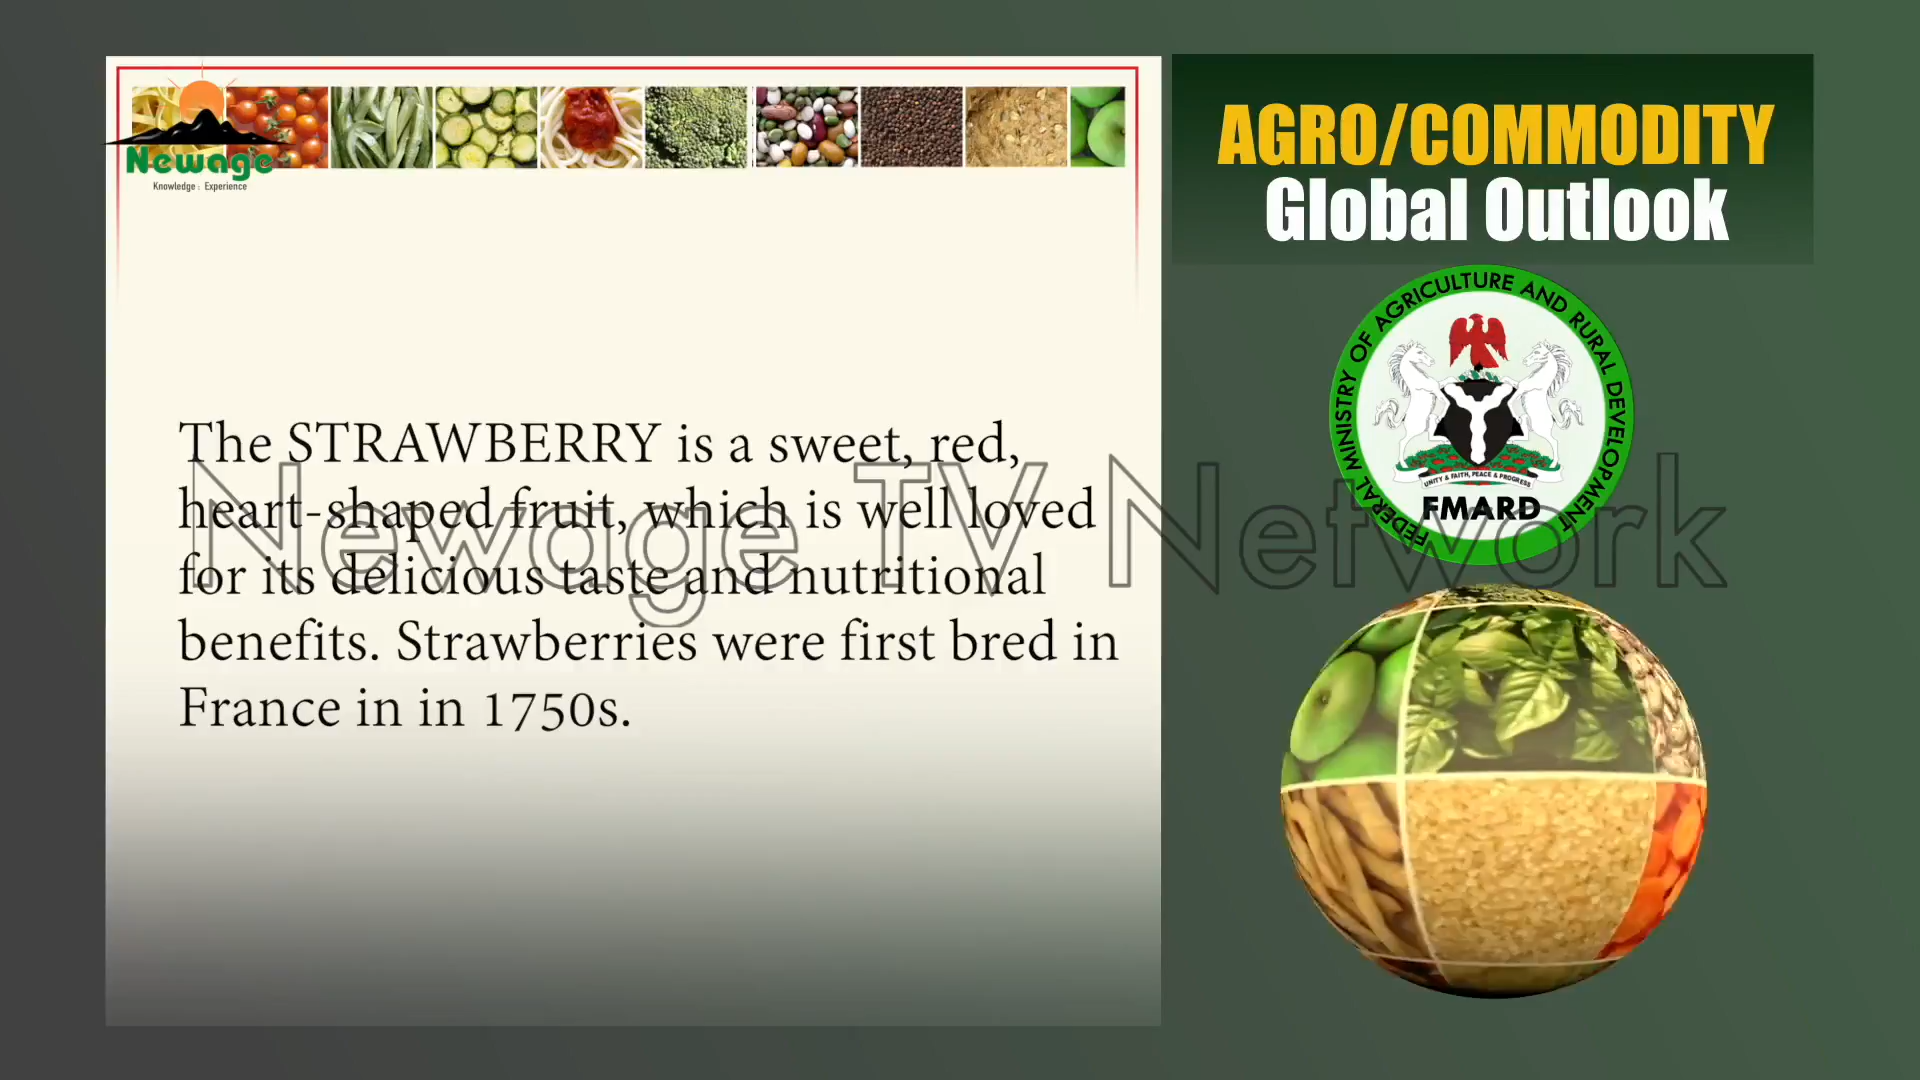 Newage
Knowledge : Experience
The STRAWBERRY is a sweet, red,
heart-shaped fruit, which is well loved
for its delicious taste and nutritional
benefits. Strawberries were first bred in
France in in 1750s.
Newage TV Network
AGRO/COMMODITY
Global Outlook
FEDERAL MINISTRY OF AGRICULTURE AND RURAL DEVELOPMENT
UNITY & FAITH, PEACE & PROGRESS
FMARD